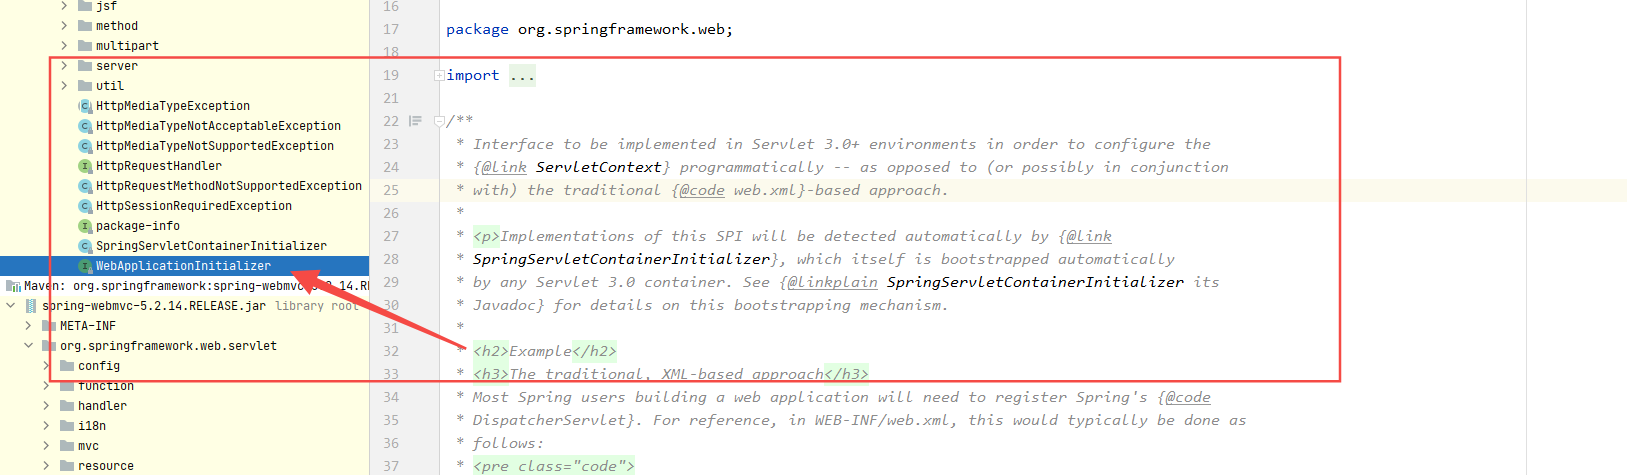 jsf
method
multipart
server
util
HttpMediaTypeException
HttpMediaTypeNotAcceptableException
HttpMediaTypeNotSupportedException
HttpRequestHandler
HttpRequestMethodNotSupportedException
HttpSessionRequiredException
package-info
SpringServletContainerInitializer
WebApplicationInitializer
Maven: org.springframework:spring-webmvc-5.2.14.RE
spring-webmvc-5.2.14.RELEASE.jar library root
META-INF
org.springframework.web.servlet
config
function
handler
i18n
mvc
resource
16
17 package org.springframework.web;
18
19 import ...
21
22 /**
23 * Interface to be implemented in Servlet 3.0+ environments in order to configure the
24 * {@link ServletContext} programmatically -- as opposed to (or possibly in conjunction
25 * with) the traditional {@code web.xml}-based approach.
26 *
27 * <p>Implementations of this SPI will be detected automatically by {@link
28 * SpringServletContainerInitializer}, which itself is bootstrapped automatically
29 * by any Servlet 3.0 container. See {@linkplain SpringServletContainerInitializer its
30 * Javadoc} for details on this bootstrapping mechanism.
31 *
32 * <h2>Example</h2>
33 * <h3>The traditional, XML-based approach</h3>
34 * Most Spring users building a web application will need to register Spring's {@code
35 * DispatcherServlet}. For reference, in WEB-INF/web.xml, this would typically be done as
36 * follows:
37 * <pre class="code">